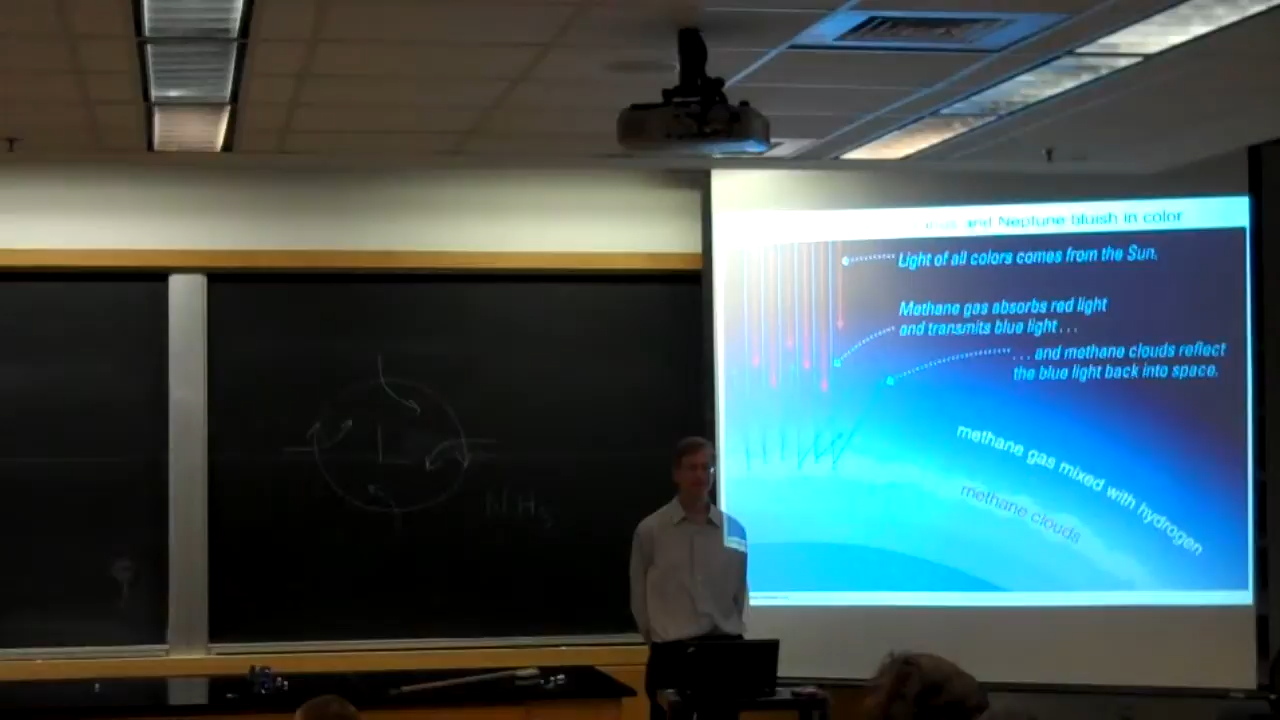 L
NH3
and Neptune bluish in color
Light of all colors comes from the Sun.
Methane gas absorbs red light
and transmits blue light ...
... and methane clouds reflect
the blue light back into space.
methane gas mixed with hydrogen
methane clouds